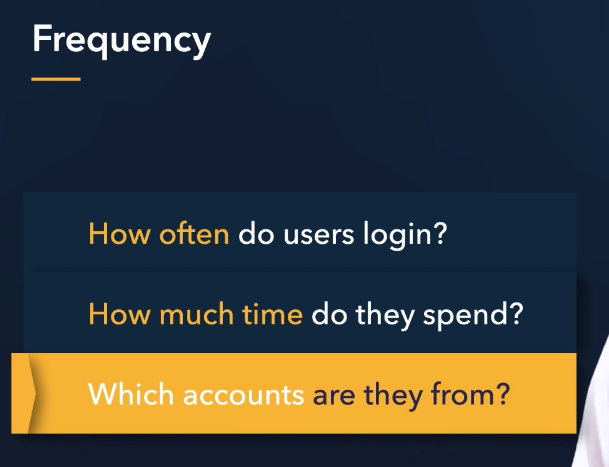 Frequency
How often do users login?
How much time do they spend?
Which accounts are they from?